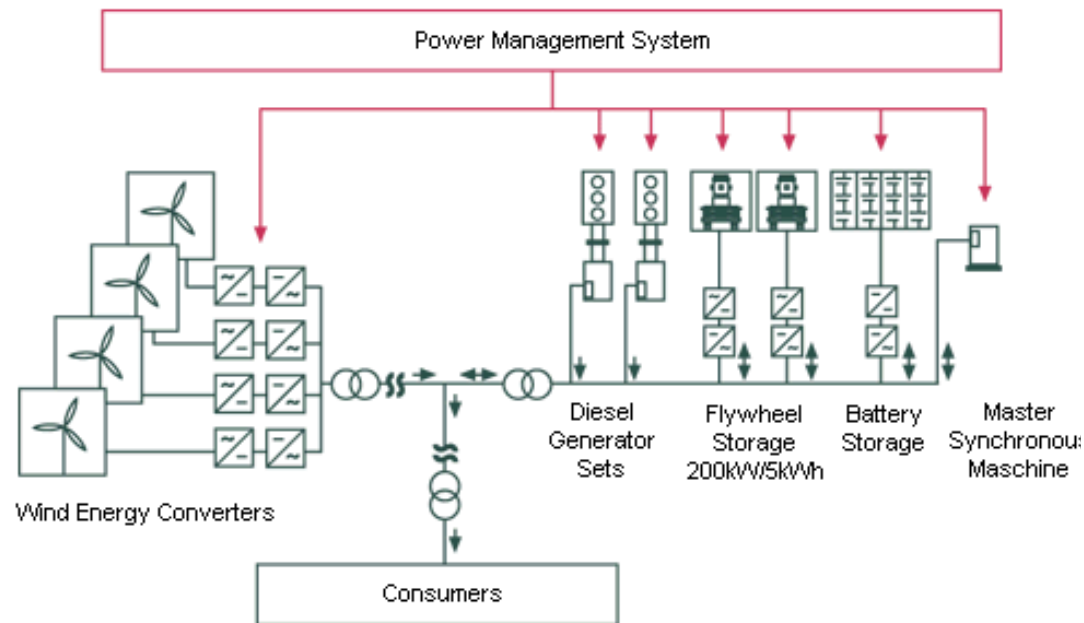 Power Management System
Diesel
Generator
Sets
Flywheel
Storage
200kW/5kWh
Battery
Storage
Master
Synchronous
Maschine
Wind Energy Converters
Consumers